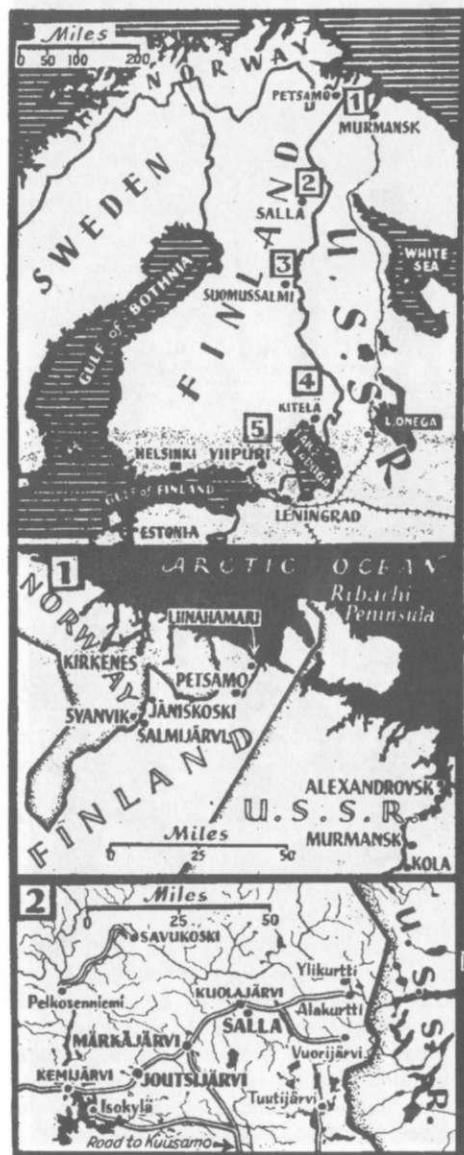 Miles
0 50 100 200
NORWAY
PETSAMO
1
MURMANSK
SWEDEN
2
SALLA
FINLAND
WHITE SEA
3
SUOMUSSALMI
U.S.S.R.
GULF OF BOTHNIA
4
KITELA
L.ONEGA
5
HELSINKI
VIIPURI
LAKE LADOGA
GULF OF FINLAND
LENINGRAD
ESTONIA
1
ARCTIC OCEAN
Ribachi Peninsula
NORWAY
LIINAHAMARI
KIRKENES
PETSAMO
SVANVIK
JÄNISKOSKI
SALMIJÄRVI
FINLAND
ALEXANDROVSK
U.S.S.R.
Miles
0 25 50
MURMANSK
KOLA
2
Miles
0 25 50
SAVUKOSKI
U.S.S.R.
Ylikurtti
Pelkosenniemi
KUOLAJÄRVI
Alakurtti
SALLA
MÄRKÄJÄRVI
Vuorijärvi
KEMIJÄRVI
JOUTSIJÄRVI
Isokylä
Tuutijärvi
Road to Kuusamo